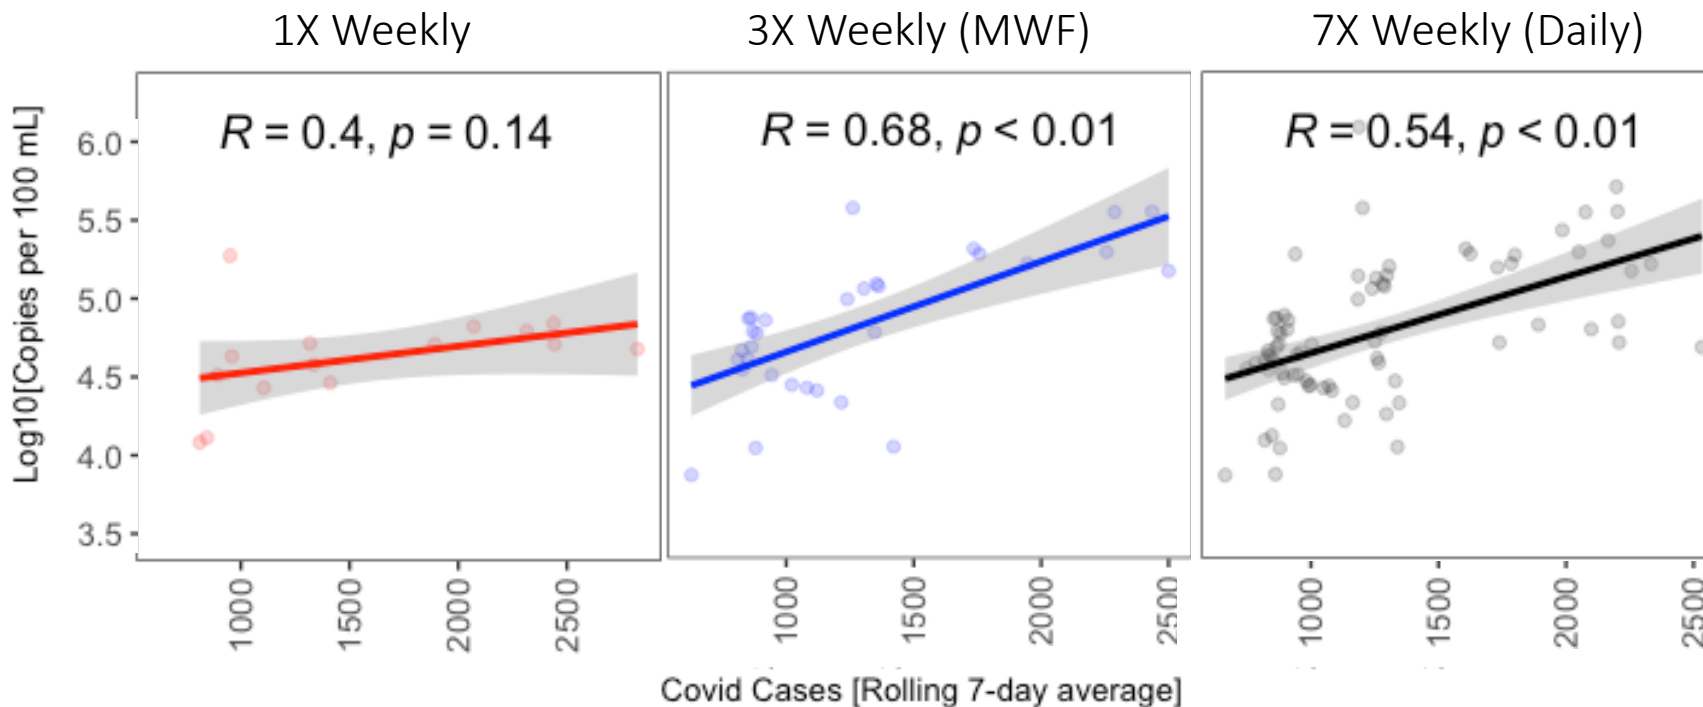 1X Weekly
3X Weekly (MWF)
7X Weekly (Daily)
Log10[Copies per 100 mL]
6.0
5.5
5.0
4.5
4.0
3.5
R = 0.4, p = 0.14
R = 0.68, p < 0.01
R = 0.54, p < 0.01
1000
1500
2000
2500
1000
1500
2000
2500
1000
1500
2000
2500
Covid Cases [Rolling 7-day average]